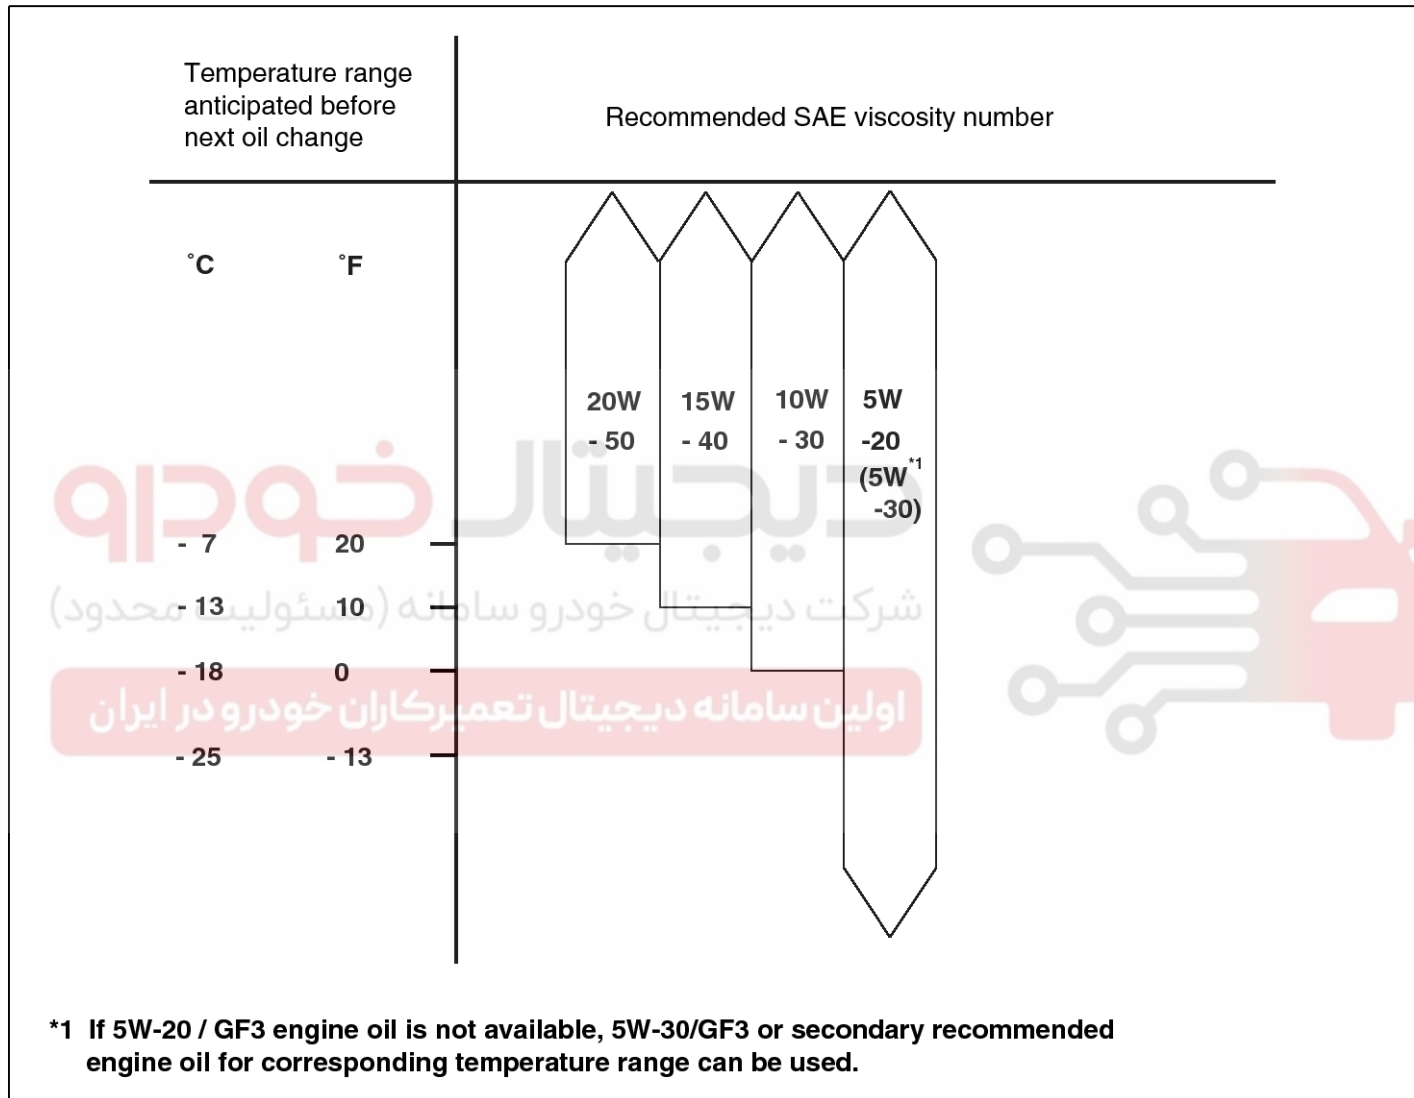 Temperature range
anticipated before
next oil change
Recommended SAE viscosity number
°C °F
20W 15W 10W 5W
- 50 - 40 - 30 -20
(5W*1
-30)
دیجیتال خودرو
- 7 20
شرکت دیجیتال خودرو سامانه (مسئولیت محدود)
- 13 10
- 18 0
اولین سامانه دیجیتال تعمیرکاران خودرو در ایران
- 25 - 13
*1 If 5W-20 / GF3 engine oil is not available, 5W-30/GF3 or secondary recommended
engine oil for corresponding temperature range can be used.